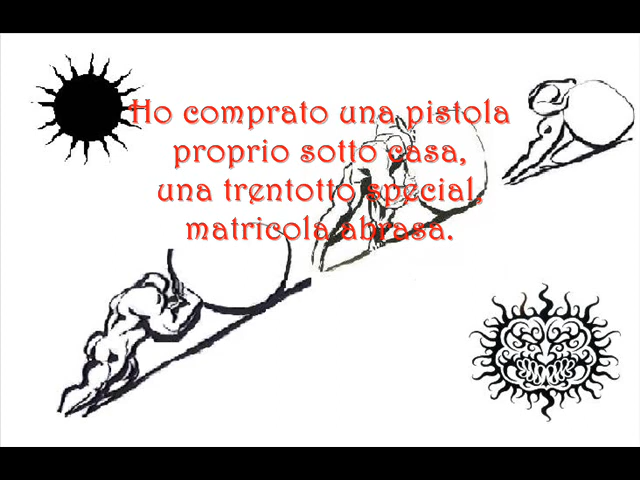 Ho comprato una pistola
proprio sotto casa,
una trentotto special,
matricola abrasa.